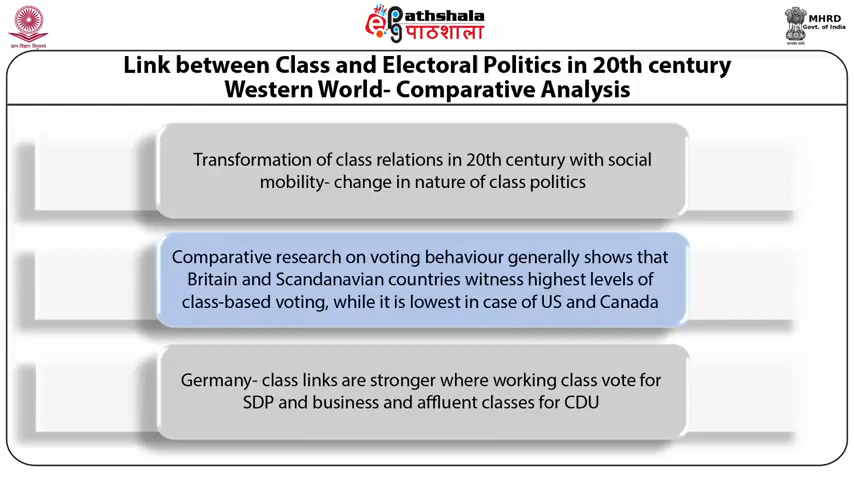 Pathshala
पाठशाला
MHRD
Govt. of India
Link between Class and Electoral Politics in 20th century
Western World- Comparative Analysis
Transformation of class relations in 20th century with social
mobility- change in nature of class politics
Comparative research on voting behaviour generally shows that
Britain and Scandanavian countries witness highest levels of
class-based voting, while it is lowest in case of US and Canada
Germany- class links are stronger where working class vote for
SDP and business and affluent classes for CDU